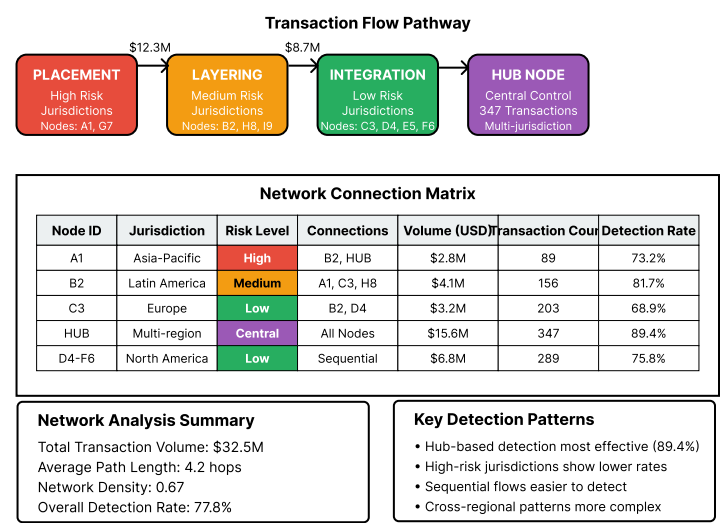 Transaction Flow Pathway
$12.3M
$8.7M
PLACEMENT
High Risk
Jurisdictions
Nodes: A1, G7
LAYERING
Medium Risk
Jurisdictions
Nodes: B2, H8, I9
INTEGRATION
Low Risk
Jurisdictions
Nodes: C3, D4, E5, F6
HUB NODE
Central Control
347 Transactions
Multi-jurisdiction
Network Connection Matrix
Node ID Jurisdiction Risk Level Connections Volume (USD) Transaction Coun Detection Rate
A1 Asia-Pacific High B2, HUB $2.8M 89 73.2%
B2 Latin America Medium A1, C3, H8 $4.1M 156 81.7%
C3 Europe Low B2, D4 $3.2M 203 68.9%
HUB Multi-region Central All Nodes $15.6M 347 89.4%
D4-F6 North America Low Sequential $6.8M 289 75.8%
Network Analysis Summary
Total Transaction Volume: $32.5M
Average Path Length: 4.2 hops
Network Density: 0.67
Overall Detection Rate: 77.8%
Key Detection Patterns
• Hub-based detection most effective (89.4%)
• High-risk jurisdictions show lower rates
• Sequential flows easier to detect
• Cross-regional patterns more complex